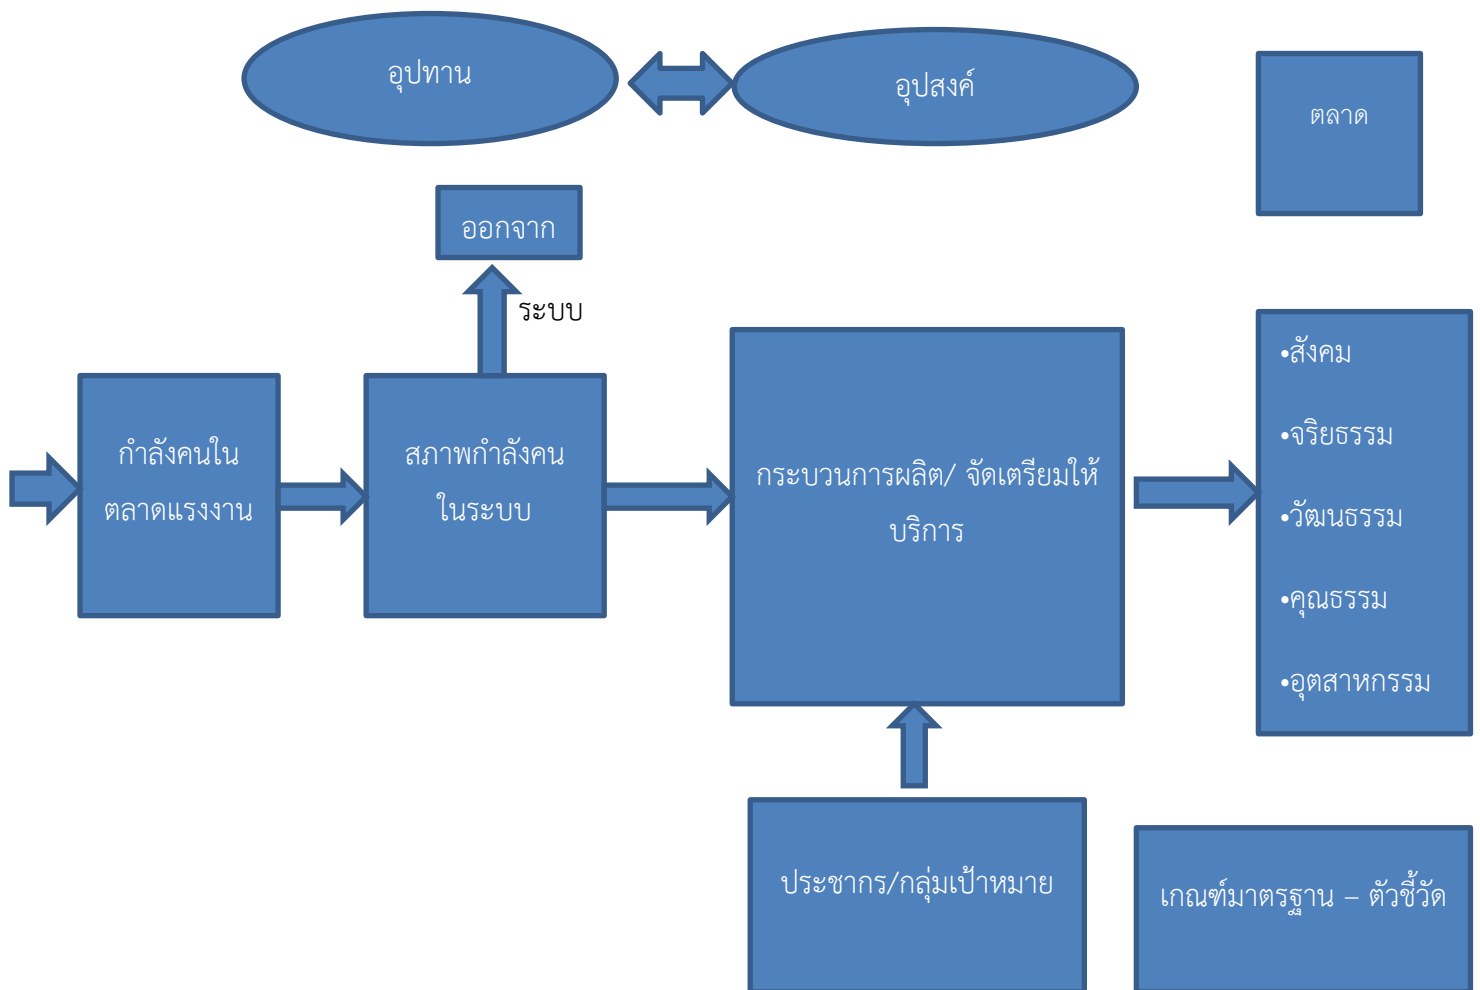 อุปทาน
อุปสงค์
ตลาด
ออกจาก
ระบบ
กำลังคนใน
ตลาดแรงงาน
สภาพกำลังคน
ในระบบ
กระบวนการผลิต/ จัดเตรียมให้
บริการ
•สังคม
•จริยธรรม
•วัฒนธรรม
•คุณธรรม
•อุตสาหกรรม
ประชากร/กลุ่มเป้าหมาย
เกณฑ์มาตรฐาน – ตัวชี้วัด